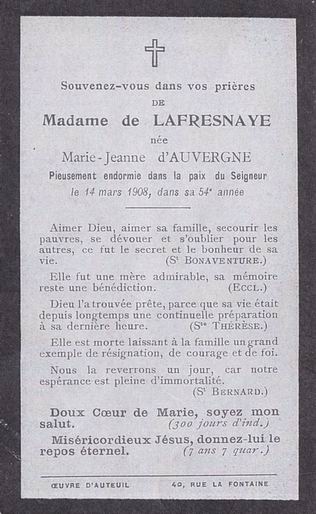 Souvenez-vous dans vos prières
DE
Madame de LAFRESNAYE
née
Marie-Jeanne d'AUVERGNE
Pieusement endormie dans la paix du Seigneur
le 14 mars 1908, dans sa 54e année
Aimer Dieu, aimer sa famille, secourir les
pauvres, se dévouer et s'oublier pour les
autres, ce fut le secret et le bonheur de sa
vie. (St BONAVENTURE.)
Elle fut une mère admirable, sa mémoire
reste une bénédiction. (ECCL.)
Dieu l'a trouvée prête, parce que sa vie était
depuis longtemps une continuelle préparation
à sa dernière heure. (Ste THÉRÈSE.)
Elle est morte laissant à la famille un grand
exemple de résignation, de courage et de foi.
Nous la reverrons un jour, car notre
espérance est pleine d'immortalité.
(St BERNARD.)
Doux Cœur de Marie, soyez mon
salut. (300 jours d'ind.)
Miséricordieux Jésus, donnez-lui le
repos éternel. (7 ans 7 quar.)
ŒUVRE D'AUTEUIL 40, RUE LA FONTAINE